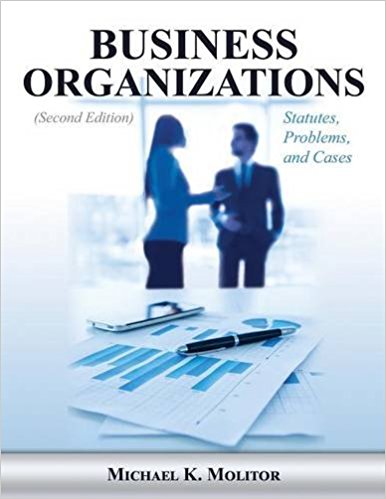 BUSINESS
ORGANIZATIONS
(Second Edition)
Statutes,
Problems,
and Cases
MICHAEL K. MOLITOR